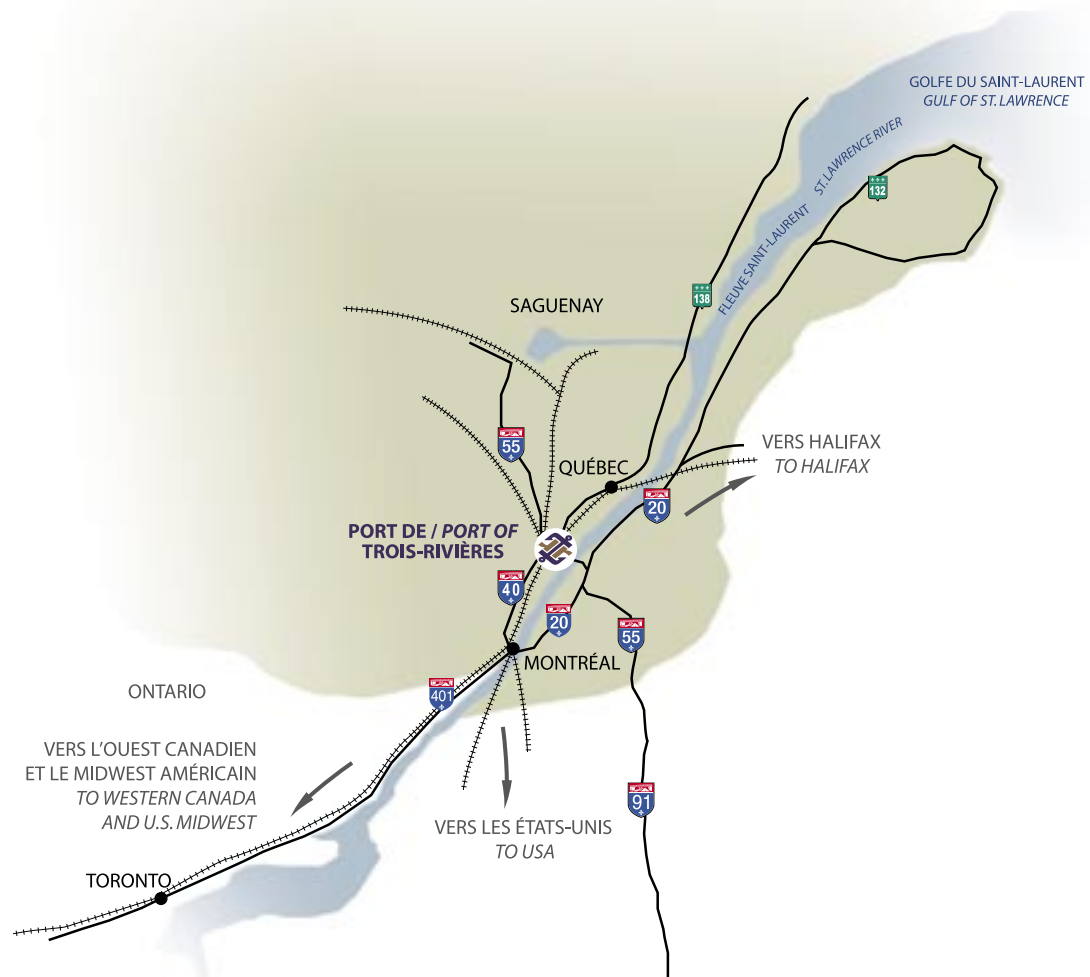 GOLFE DU SAINT-LAURENT
GULF OF ST. LAWRENCE
ST. LAWRENCE RIVER
FLEUVE SAINT-LAURENT
132
138
SAGUENAY
55
QUÉBEC
VERS HALIFAX
TO HALIFAX
20
PORT DE / PORT OF
TROIS-RIVIÈRES
40
20
55
MONTRÉAL
401
ONTARIO
VERS L'OUEST CANADIEN
ET LE MIDWEST AMÉRICAIN
TO WESTERN CANADA
AND U.S. MIDWEST
91
VERS LES ÉTATS-UNIS
TO USA
TORONTO